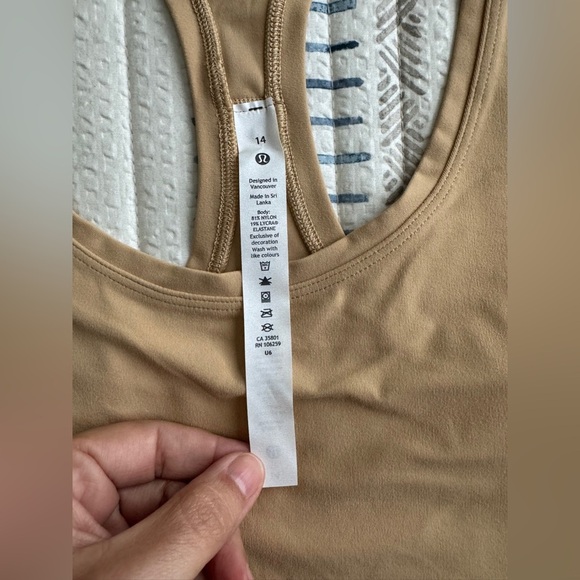 14
Designed in
Vancouver
Made in Sri
Lanka
Body:
81% NYLON
19% LYCRA®
ELASTANE
Exclusive of
decoration
Wash with
like colours
CA 35801
RN 106259
U6